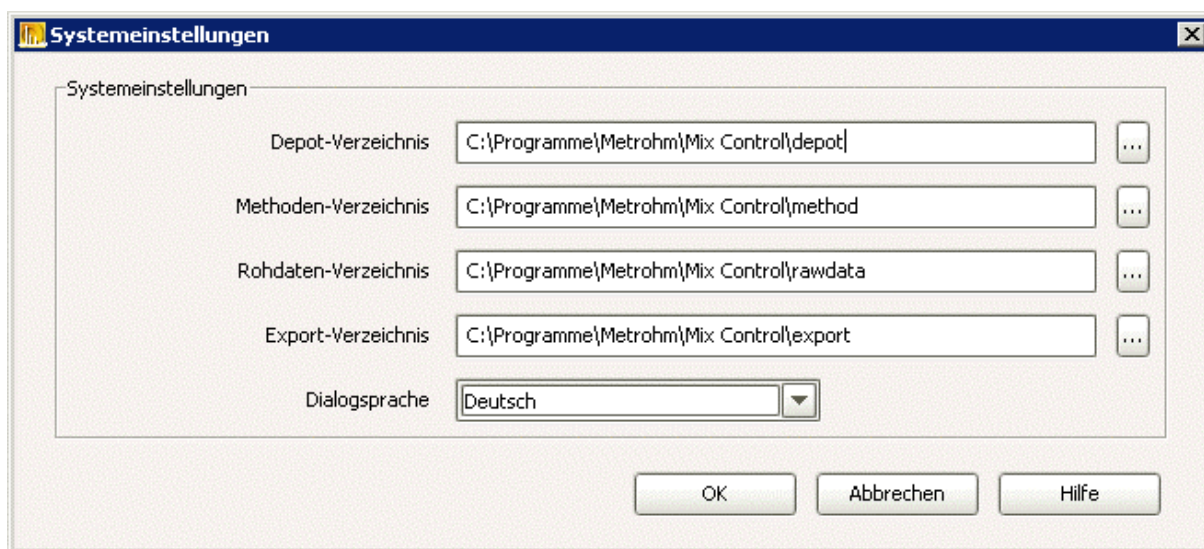 Systemeinstellungen
Systemeinstellungen
Depot-Verzeichnis C:\Programme\Metrohm\Mix Control\depot ...
Methoden-Verzeichnis C:\Programme\Metrohm\Mix Control\method ...
Rohdaten-Verzeichnis C:\Programme\Metrohm\Mix Control\rawdata ...
Export-Verzeichnis C:\Programme\Metrohm\Mix Control\export ...
Dialogsprache Deutsch
OK Abbrechen Hilfe